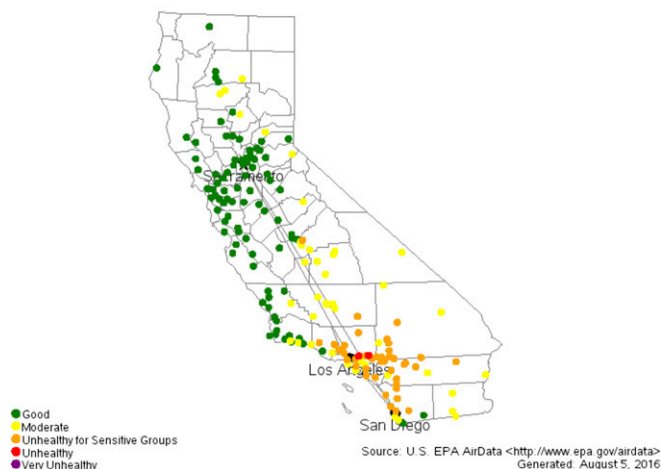 Sacramento
Los Angeles
San Diego
Good
Moderate
Unhealthy for Sensitive Groups
Unhealthy
Very Unhealthy
Source: U.S. EPA AirData <http://www.epa.gov/airdata>
Generated: August 5, 2016